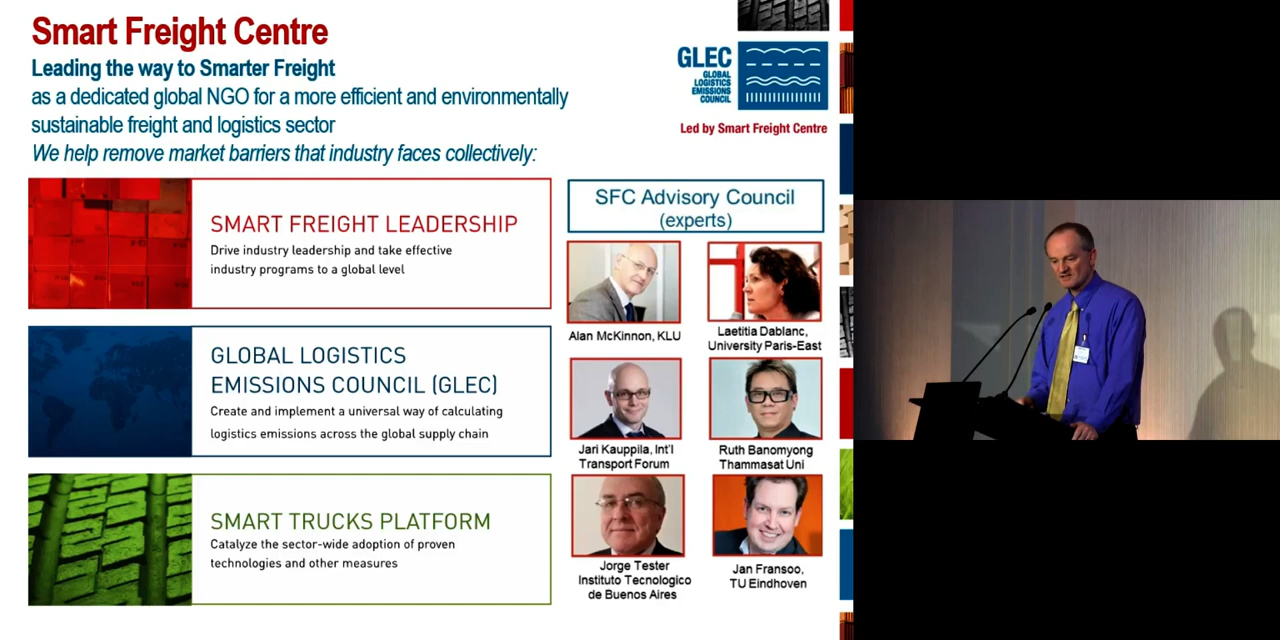 Smart Freight Centre
Leading the way to Smarter Freight
as a dedicated global NGO for a more efficient and environmentally
sustainable freight and logistics sector
We help remove market barriers that industry faces collectively:
GLEC
GLOBAL
LOGISTICS
EMISSIONS
COUNCIL
Led by Smart Freight Centre
SMART FREIGHT LEADERSHIP
Drive industry leadership and take effective
industry programs to a global level
GLOBAL LOGISTICS
EMISSIONS COUNCIL (GLEC)
Create and implement a universal way of calculating
logistics emissions across the global supply chain
SMART TRUCKS PLATFORM
Catalyze the sector-wide adoption of proven
technologies and other measures
SFC Advisory Council
(experts)
Alan McKinnon, KLU
Laetitia Dablanc,
University Paris-East
Jari Kauppila, Int'l
Transport Forum
Ruth Banomyong
Thammasat Uni
Jorge Tester
Instituto Tecnologico
de Buenos Aires
Jan Fransoo,
TU Eindhoven